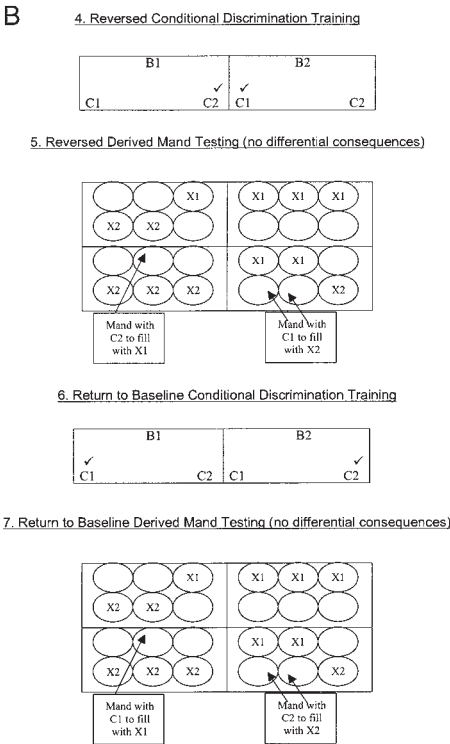 B
4. Reversed Conditional Discrimination Training
B1 B2
✓ ✓
C1 C2 C1 C2
5. Reversed Derived Mand Testing (no differential consequences)
X1 X1 X1 X1
X2 X2
X1 X1
X2 X2 X2 X2
Mand with
C2 to fill
with X1
Mand with
C1 to fill
with X2
6. Return to Baseline Conditional Discrimination Training
B1 B2
✓ ✓
C1 C2 C1 C2
7. Return to Baseline Derived Mand Testing (no differential consequences)
X1 X1 X1 X1
X2 X2
X1 X1
X2 X2 X2 X2
Mand with
C1 to fill
with X1
Mand with
C2 to fill
with X2